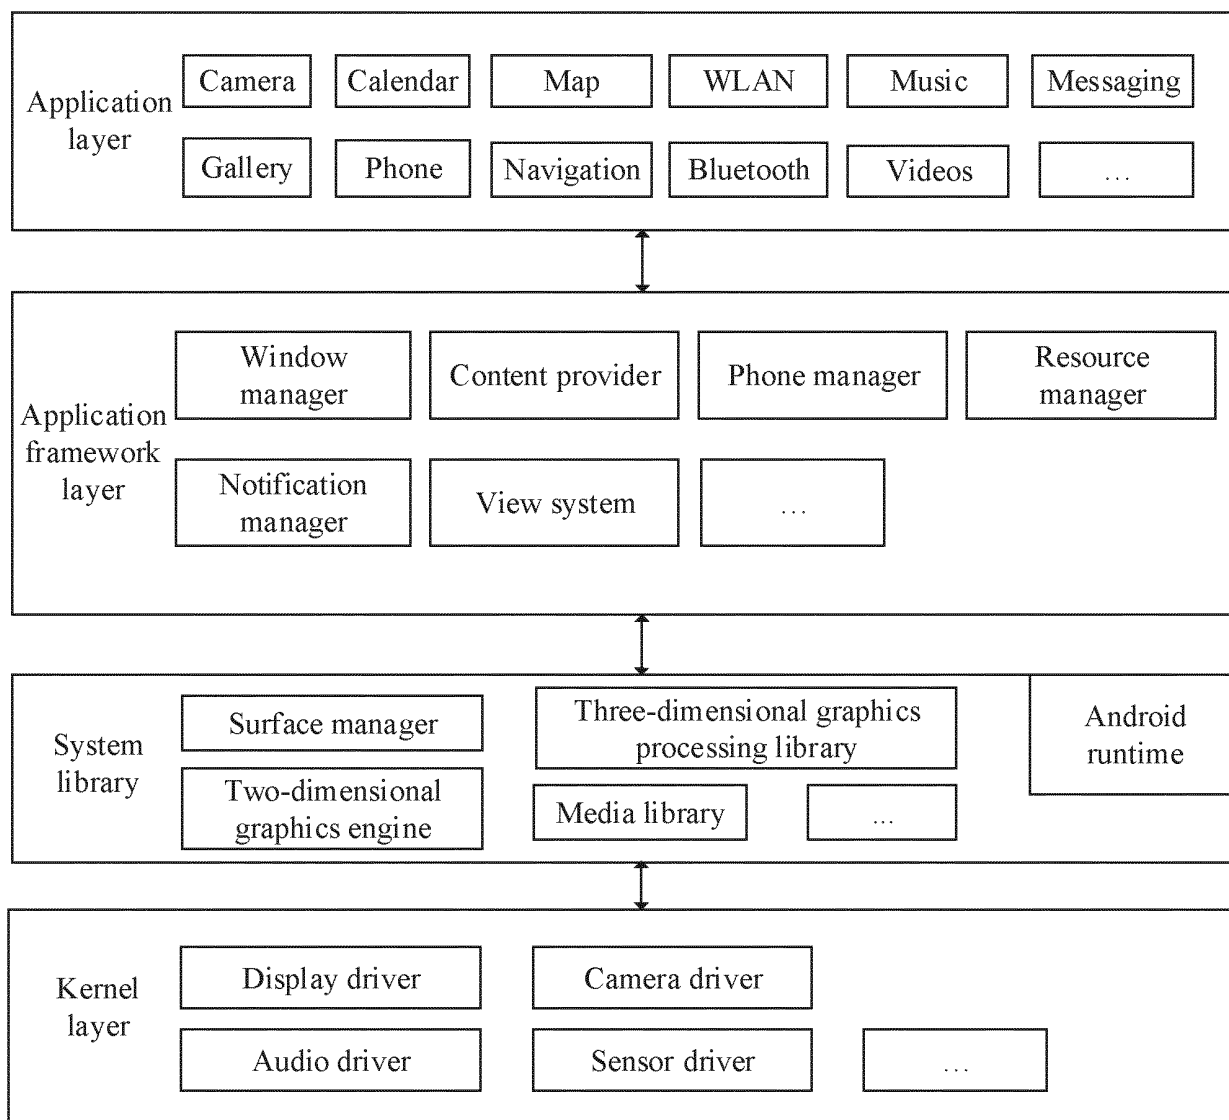 Application
layer
Camera
Calendar
Map
WLAN
Music
Messaging
Gallery
Phone
Navigation
Bluetooth
Videos
...
Application
framework
layer
Window
manager
Content provider
Phone manager
Resource
manager
Notification
manager
View system
...
System
library
Surface manager
Three-dimensional graphics
processing library
Android
runtime
Two-dimensional
graphics engine
Media library
...
Kernel
layer
Display driver
Camera driver
Audio driver
Sensor driver
...